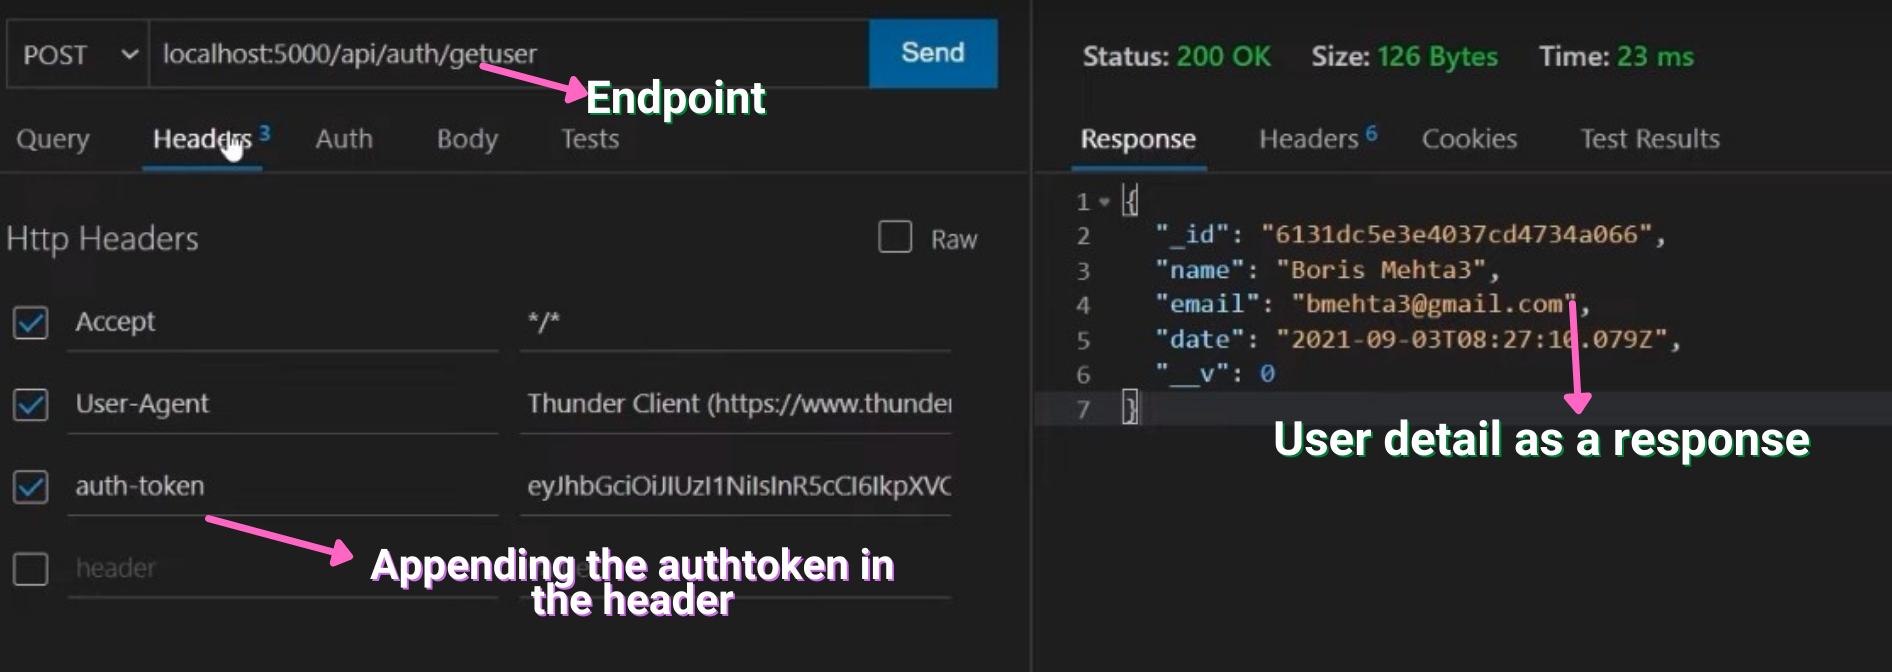 POST localhost:5000/api/auth/getuser Send
Endpoint
Query Headers 3 Auth Body Tests
Http Headers Raw
Accept */*
User-Agent Thunder Client (https://www.thunder
auth-token
header
Appending the authtoken in
the header
Status: 200 OK Size: 126 Bytes Time: 23 ms
Response Headers 6 Cookies Test Results
1 {
2 "_id": "6131dc5e3e4037cd4734a066",
3 "name": "Boris Mehta3",
4 "email": "bmehta3@gmail.com",
5 "date": "2021-09-03T08:27:10.079Z",
6 "__v": 0
7 }
User detail as a response